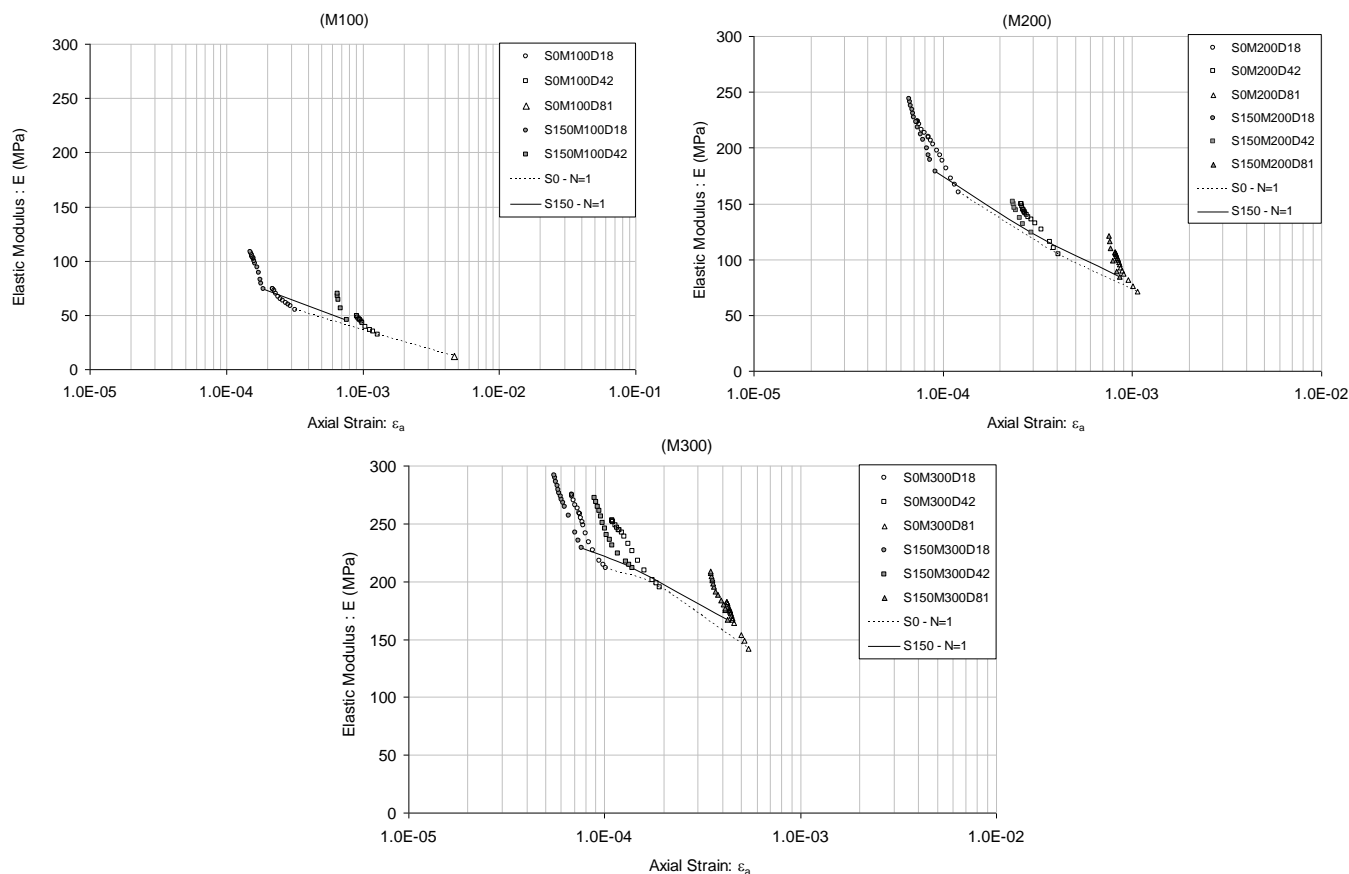 (M100)
300
250
200
150
100
50
0
Elastic Modulus : E (MPa)
1.0E-05
1.0E-04
1.0E-03
1.0E-02
1.0E-01
Axial Strain: εa
S0M100D18
S0M100D42
S0M100D81
S150M100D18
S150M100D42
S0 - N=1
S150 - N=1
(M200)
300
250
200
150
100
50
0
Elastic Modulus : E (MPa)
1.0E-05
1.0E-04
1.0E-03
1.0E-02
Axial Strain: εa
S0M200D18
S0M200D42
S0M200D81
S150M200D18
S150M200D42
S150M200D81
S0 - N=1
S150 - N=1
(M300)
300
250
200
150
100
50
0
Elastic Modulus : E (MPa)
1.0E-05
1.0E-04
1.0E-03
1.0E-02
Axial Strain: εa
S0M300D18
S0M300D42
S0M300D81
S150M300D18
S150M300D42
S150M300D81
S0 - N=1
S150 - N=1